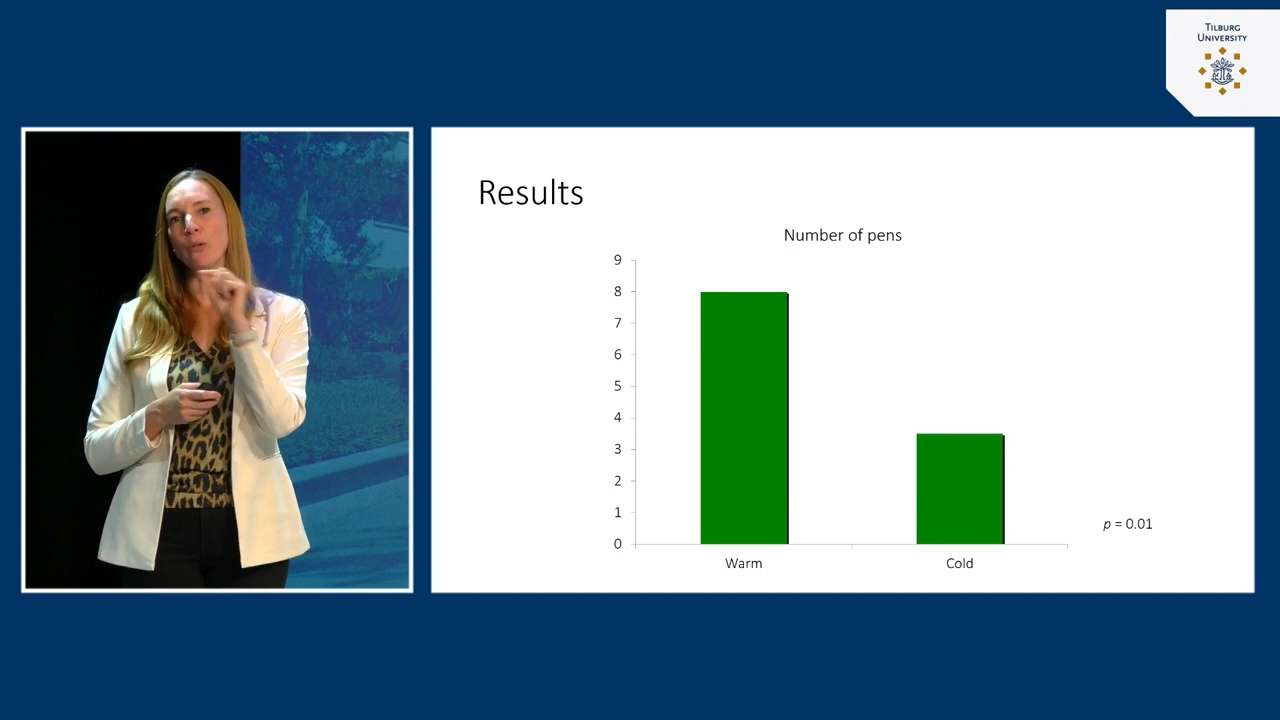 TILBURG
UNIVERSITY
Results
Number of pens
9
8
7
6
5
4
3
2
1
0
Warm
Cold
p = 0.01